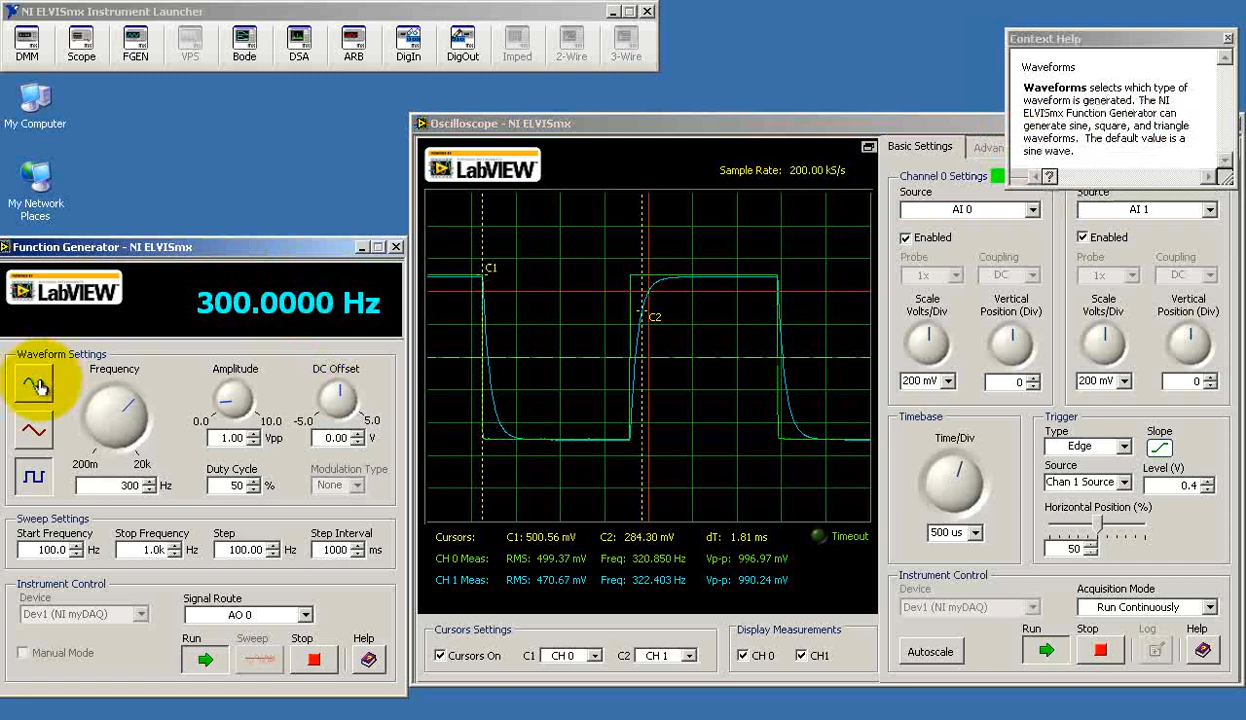 NI ELVISmx Instrument Launcher
DMM Scope FGEN VPS Bode DSA ARB DigIn DigOut Imped 2-Wire 3-Wire
My Computer
My Network
Places
Context Help
Waveforms
Waveforms selects which type of
waveform is generated. The NI
ELVISmx Function Generator can
generate sine, square, and triangle
waveforms. The default value is a
sine wave.
?
Function Generator - NI ELVISmx
LabVIEW
300.0000 Hz
Waveform Settings
Frequency
Amplitude
DC Offset
0.0 10.0 -5.0 5.0
1.00 Vpp 0.00 V
200m 20k
300 Hz
Duty Cycle
50 %
Modulation Type
None
Sweep Settings
Start Frequency Stop Frequency Step Step Interval
100.0 Hz 1.0k Hz 100.00 Hz 1000 ms
Instrument Control
Device
Dev1 (NI myDAQ)
Signal Route
AO 0
Run Sweep Stop Help
Manual Mode
Oscilloscope - NI ELVISmx
LabVIEW
Sample Rate: 200.00 kS/s
C1
C2
Cursors: C1: 500.56 mV C2: 284.30 mV dT: 1.81 ms Timeout
CH 0 Meas: RMS: 499.37 mV Freq: 320.850 Hz Vp-p: 996.97 mV
CH 1 Meas: RMS: 470.67 mV Freq: 322.403 Hz Vp-p: 990.24 mV
Cursors Settings
Cursors On C1 CH 0 C2 CH 1
Display Measurements
CH 0 CH1
Basic Settings
Advan
Channel 0 Settings
Source
AI 0
Enabled
Probe Coupling
1x DC
Scale
Volts/Div
Vertical
Position (Div)
200 mV 0
Source
AI 1
Enabled
Probe Coupling
1x DC
Scale
Volts/Div
Vertical
Position (Div)
200 mV 0
Timebase
Time/Div
500 us
Trigger
Type
Edge
Slope
Source
Chan 1 Source
Level (V)
0.4
Horizontal Position (%)
50
Instrument Control
Device
Dev1 (NI myDAQ)
Acquisition Mode
Run Continuously
Autoscale
Run Stop Log Help